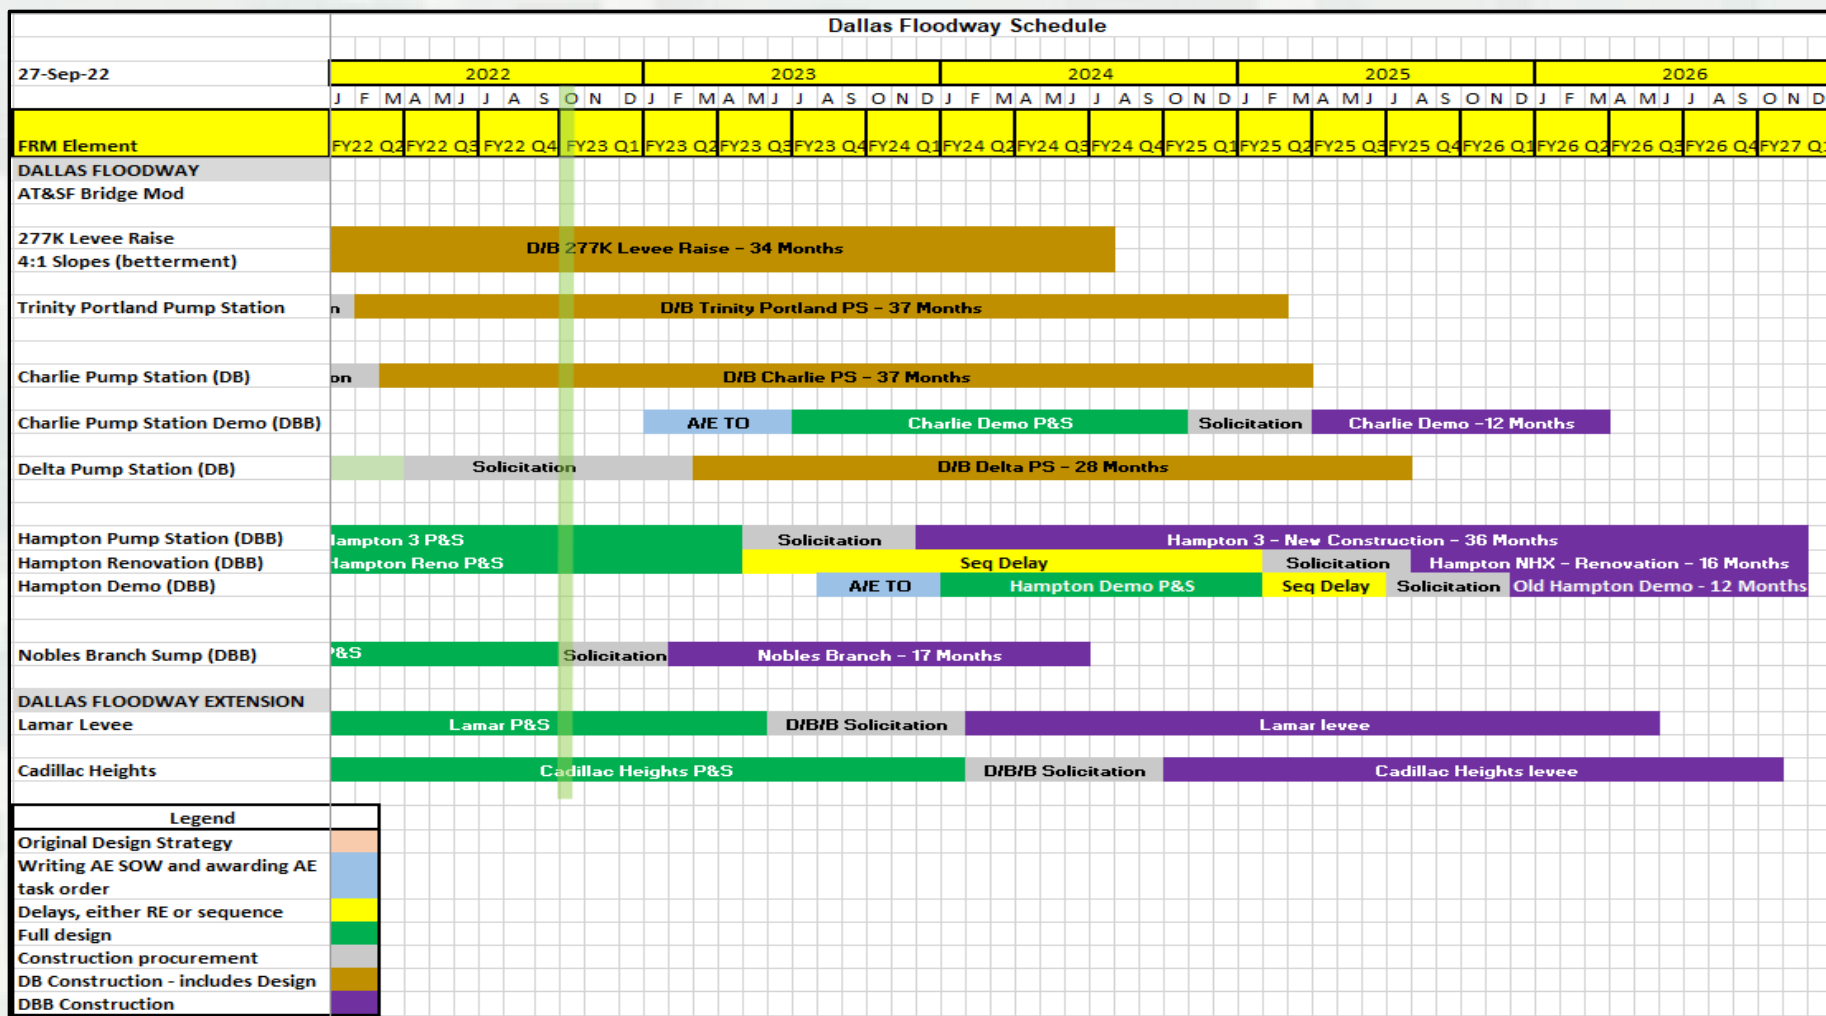 Dallas Floodway Schedule
27-Sep-22 2022 2023 2024 2025 2026
J F M A M J J A S O N D J F M A M J J A S O N D J F M A M J J A S O N D J F M A M J J A S O N D J F M A M J J A S O N D
FRM Element FY22 Q2 FY22 Q3 FY22 Q4 FY23 Q1 FY23 Q2 FY23 Q3 FY23 Q4 FY24 Q1 FY24 Q2 FY24 Q3 FY24 Q4 FY25 Q1 FY25 Q2 FY25 Q3 FY25 Q4 FY26 Q1 FY26 Q2 FY26 Q3 FY26 Q4 FY27 Q1
DALLAS FLOODWAY
AT&SF Bridge Mod
277K Levee Raise
D/B 277K Levee Raise - 34 Months
4:1 Slopes (betterment)
Trinity Portland Pump Station n D/B Trinity Portland PS - 37 Months
Charlie Pump Station (DB) on D/B Charlie PS - 37 Months
Charlie Pump Station Demo (DBB) A/E TO Charlie Demo P&S Solicitation Charlie Demo -12 Months
Delta Pump Station (DB) Solicitation D/B Delta PS - 28 Months
Hampton Pump Station (DBB) Hampton 3 P&S Solicitation Hampton 3 - New Construction - 36 Months
Hampton Renovation (DBB) Hampton Reno P&S Seq Delay Solicitation Hampton NHX - Renovation - 16 Months
Hampton Demo (DBB) A/E TO Hampton Demo P&S Seq Delay Solicitation Old Hampton Demo - 12 Months
Nobles Branch Sump (DBB) P&S Solicitation Nobles Branch - 17 Months
DALLAS FLOODWAY EXTENSION
Lamar Levee Lamar P&S D/B/B Solicitation Lamar levee
Cadillac Heights Cadillac Heights P&S D/B/B Solicitation Cadillac Heights levee
Legend
Original Design Strategy
Writing AE SOW and awarding AE
task order
Delays, either RE or sequence
Full design
Construction procurement
DB Construction - includes Design
DBB Construction